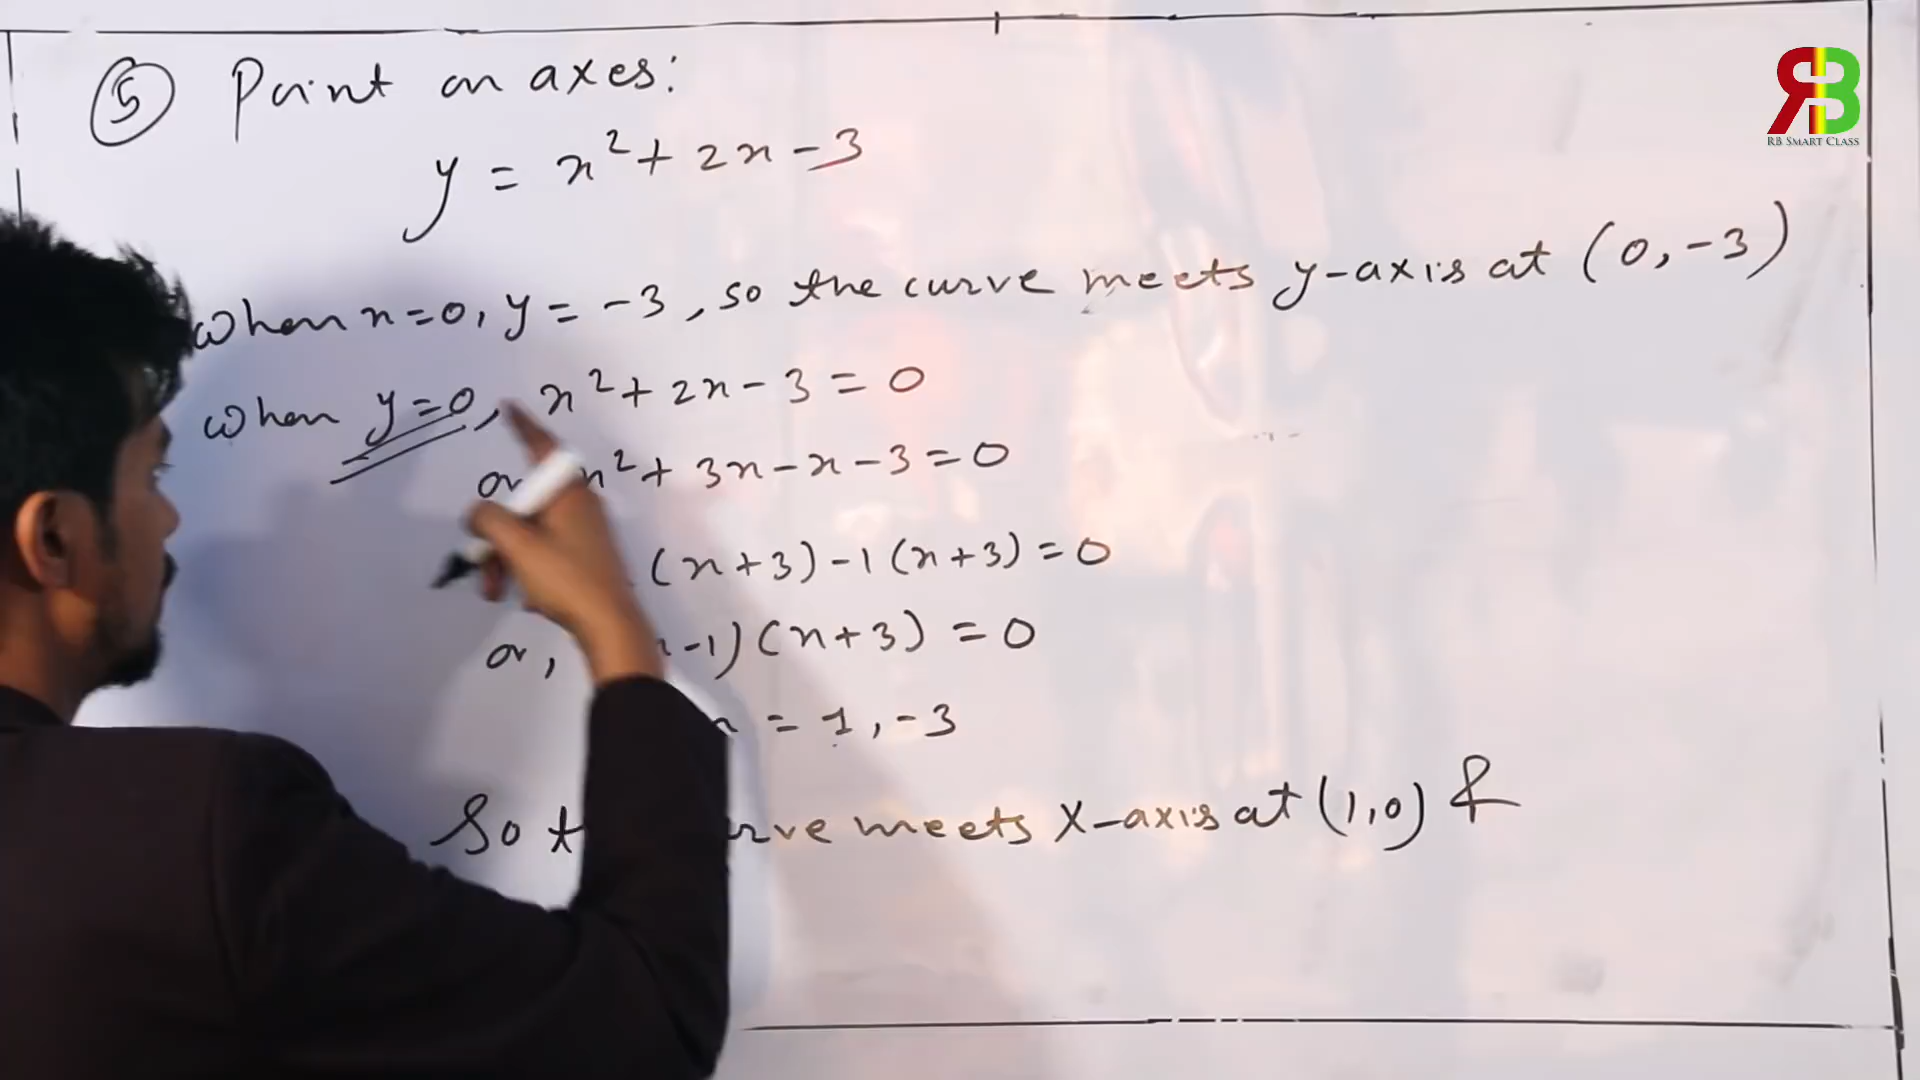 ⑤ Point on axes:
y = x² + 2x - 3
When x=0, y = -3, so the curve meets y-axis at (0, -3)
When y=0, x² + 2x - 3 = 0
or x² + 3x - x - 3 = 0
(x+3) - 1(x+3) = 0
or, -1)(x+3) = 0
x = 1, -3
So meets X-axis at (1,0) &
RB
RB SMART CLASS